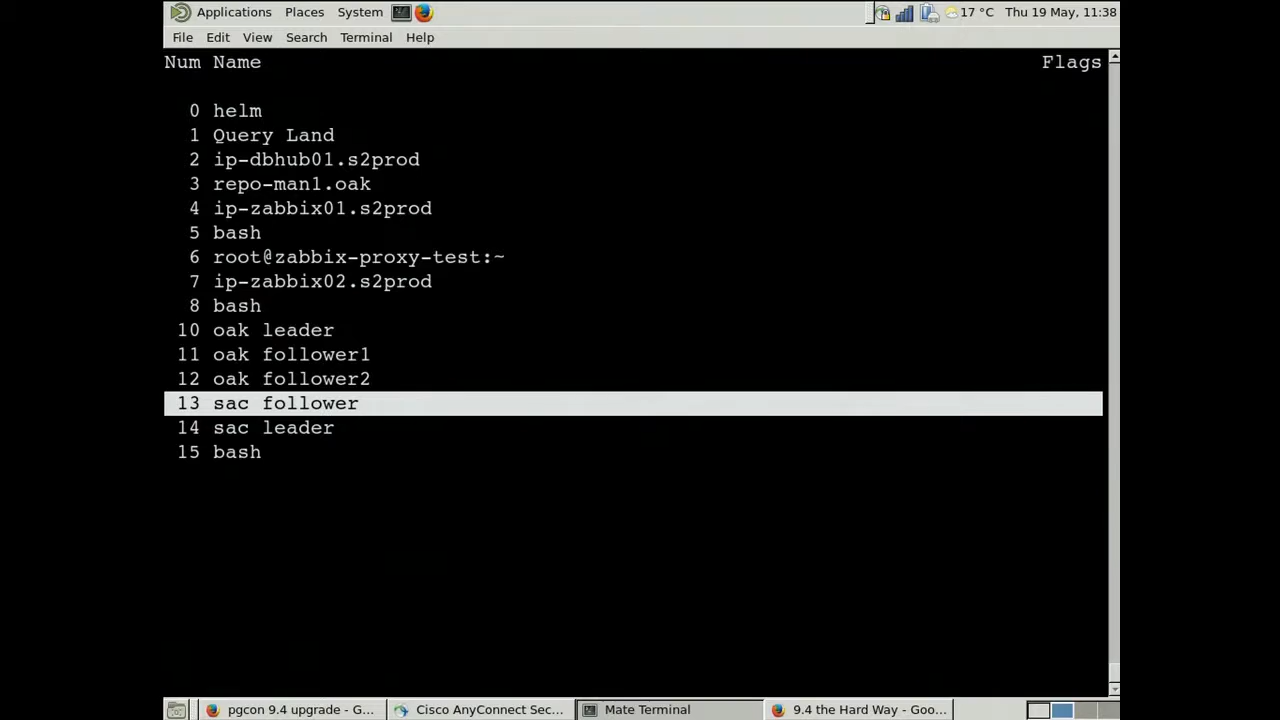 Applications Places System 17 °C Thu 19 May, 11:38
File Edit View Search Terminal Help
Num Name Flags
0 helm
1 Query Land
2 ip-dbhub01.s2prod
3 repo-man1.oak
4 ip-zabbix01.s2prod
5 bash
6 root@zabbix-proxy-test:~
7 ip-zabbix02.s2prod
8 bash
10 oak leader
11 oak follower1
12 oak follower2
13 sac follower
14 sac leader
15 bash
pgcon 9.4 upgrade - G... Cisco AnyConnect Sec... Mate Terminal 9.4 the Hard Way - Goo...